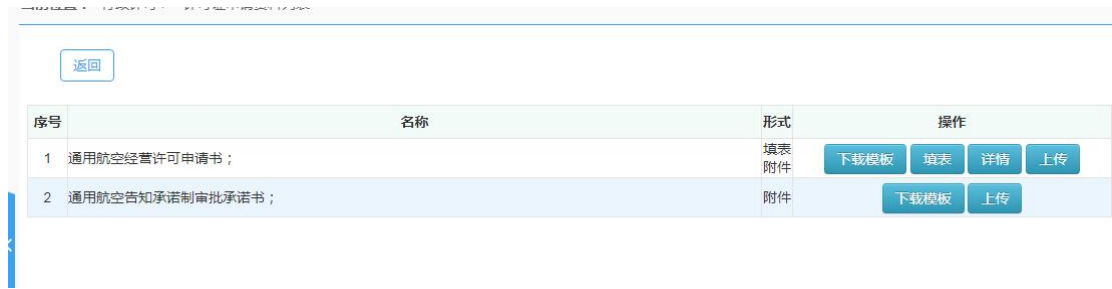 返回
序号 名称 形式 操作
1 通用航空经营许可申请书； 填表 附件 下载模板 填表 详情 上传
2 通用航空告知承诺制审批承诺书； 附件 下载模板 上传